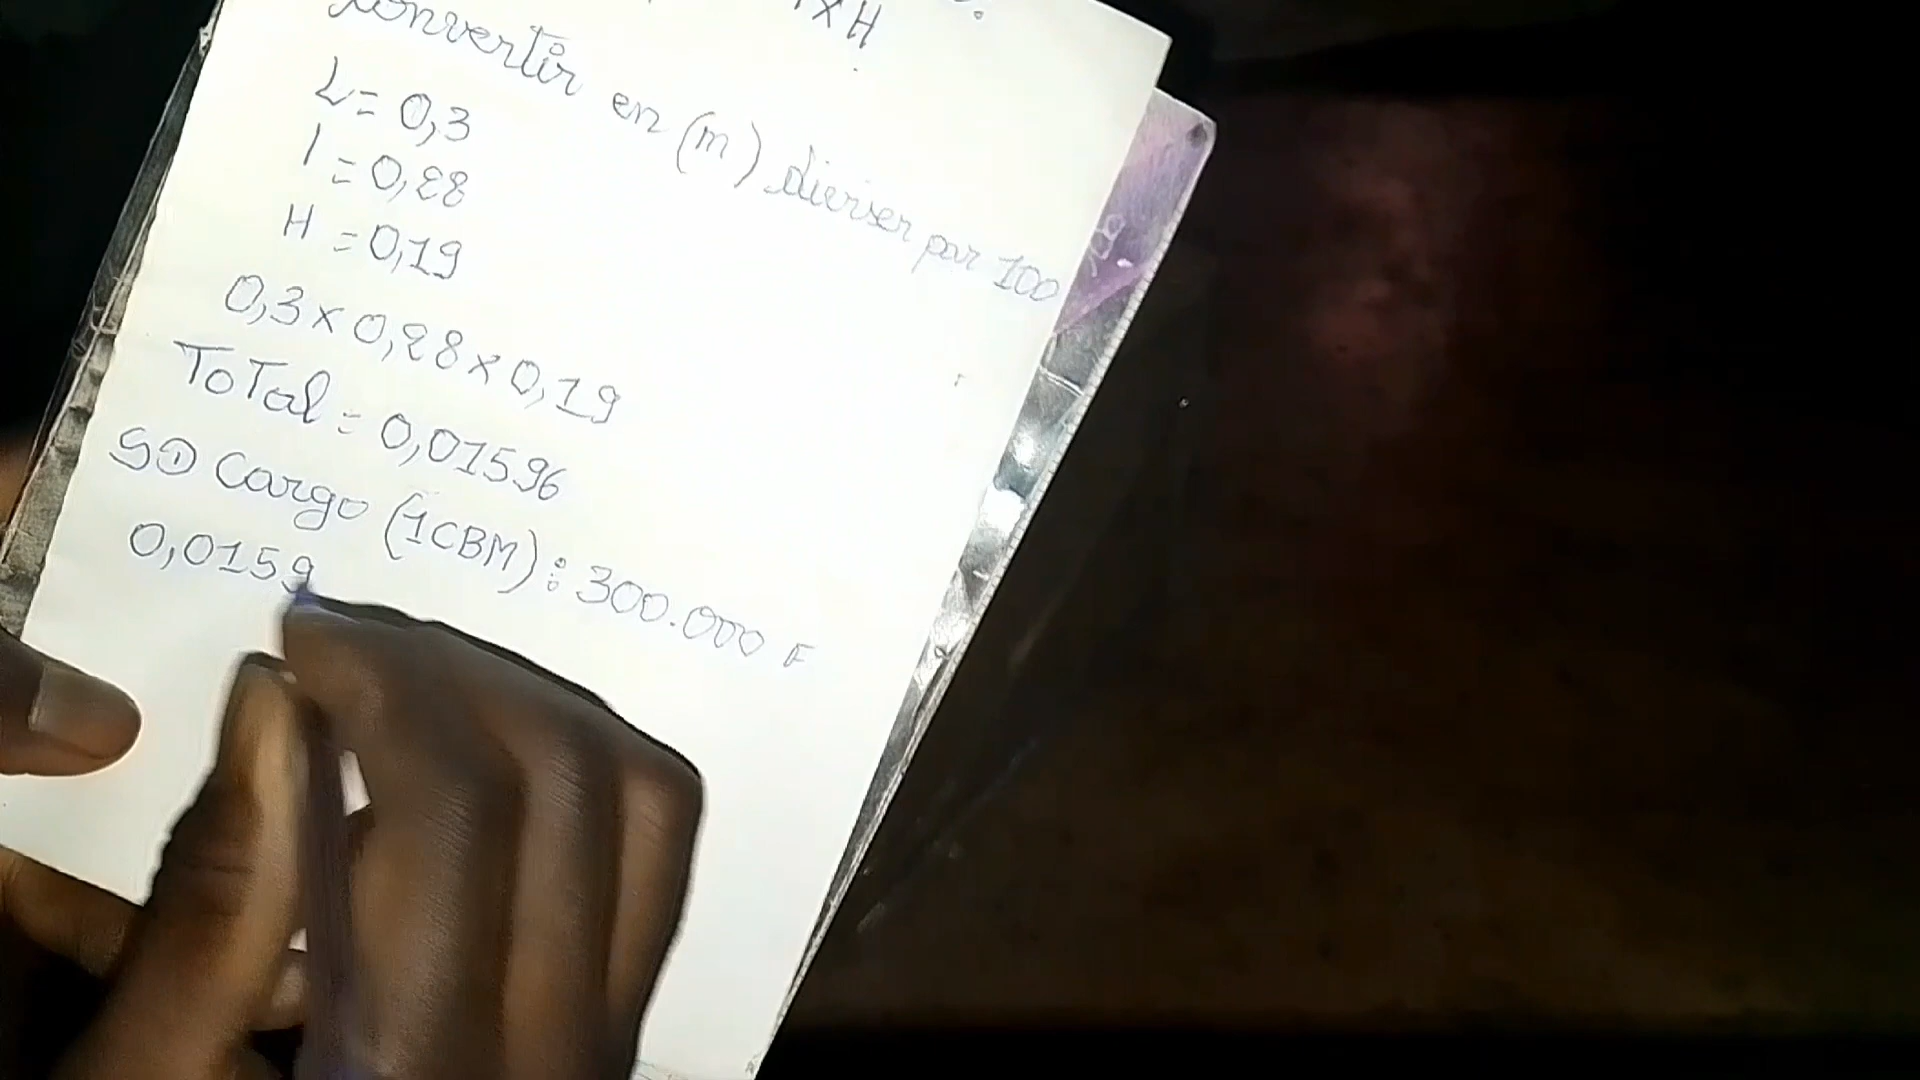 1×H
Convertir en (m) diviser par 100
L = 0,3
l = 0,28
H = 0,19
0,3 × 0,28 × 0,19
Total = 0,01596
SD Cargo (1CBM) : 300.000 F
0,0159